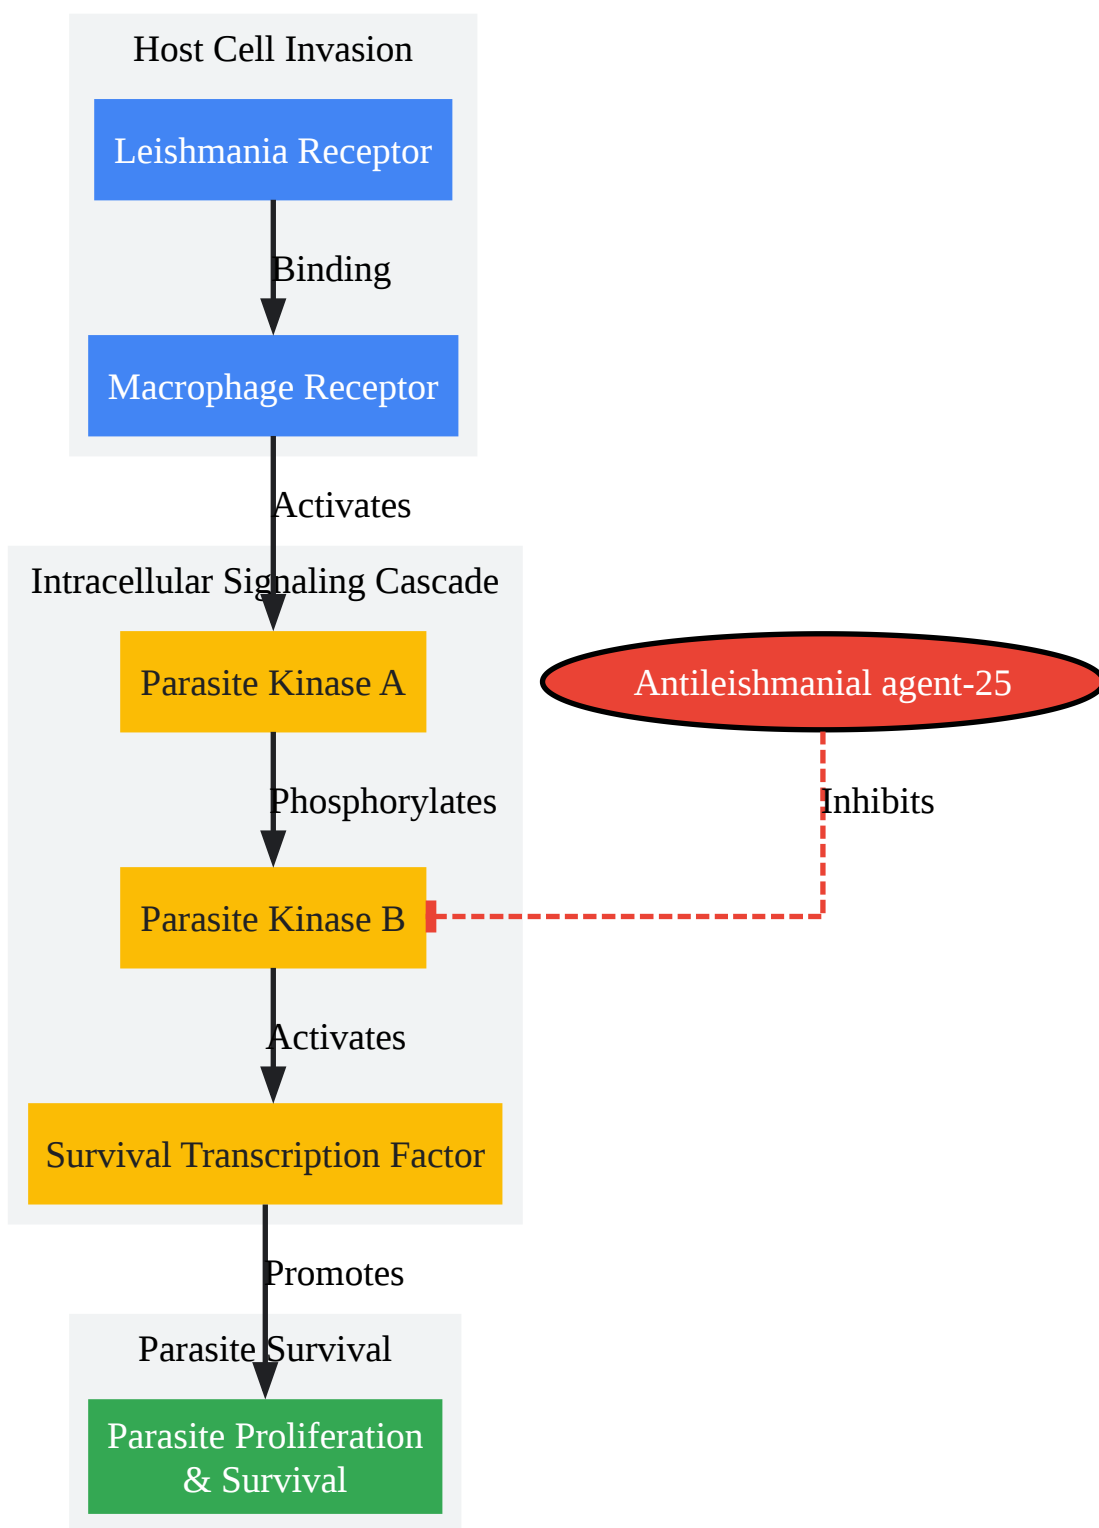 Host Cell Invasion
Leishmania Receptor
Binding
Macrophage Receptor
Activates
Intracellular Signaling Cascade
Parasite Kinase A
Antileishmanial agent-25
Phosphorylates
Inhibits
Parasite Kinase B
Activates
Survival Transcription Factor
Promotes
Parasite Survival
Parasite Proliferation
& Survival